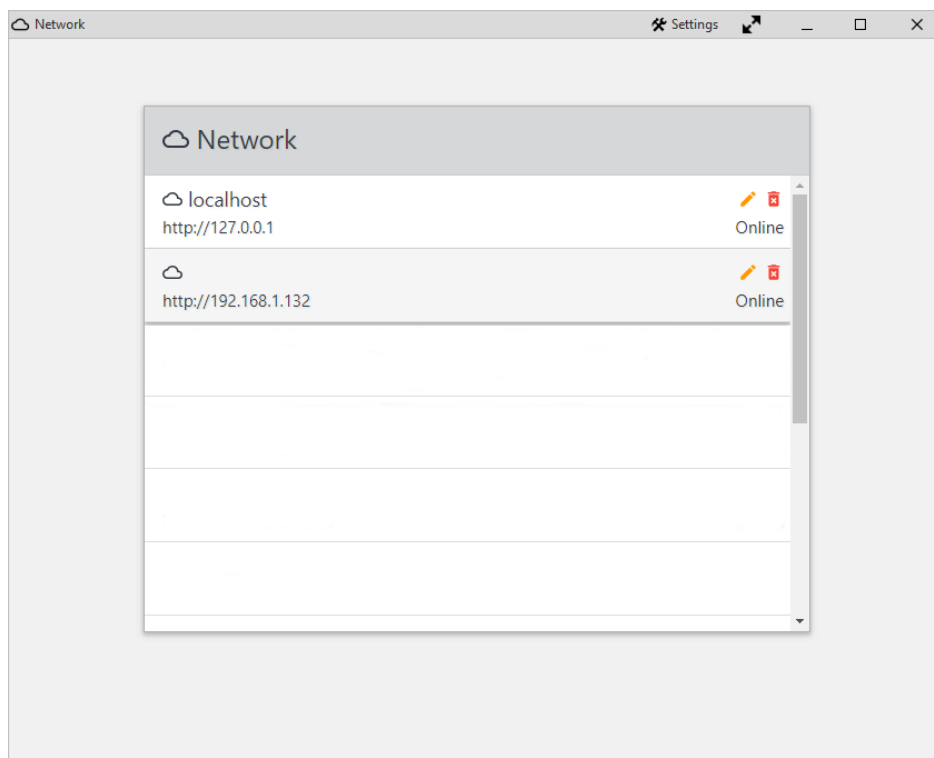 Network
Settings
Network
localhost
http://127.0.0.1
Online
http://192.168.1.132
Online